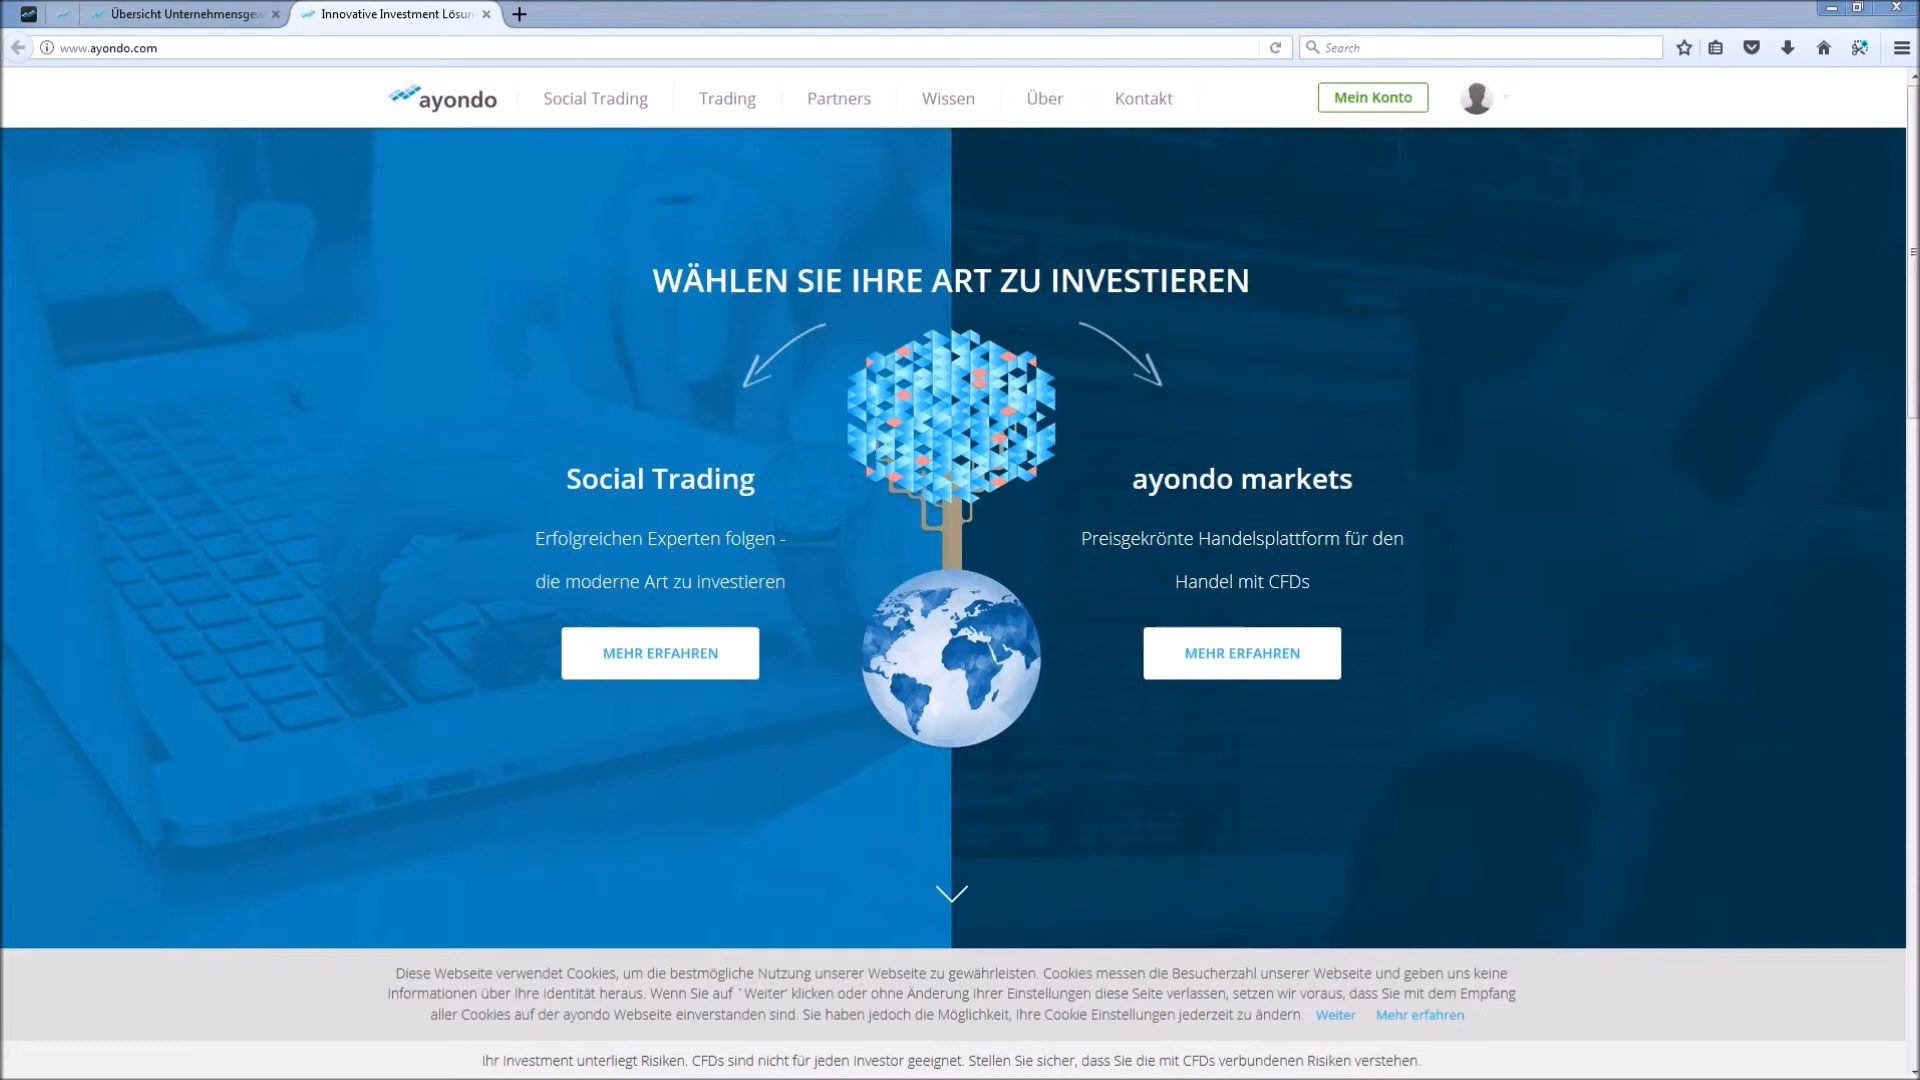 Übersicht Unternehmensgew
Innovative Investment Lösun
www.ayondo.com
Search
ayondo
Social Trading
Trading
Partners
Wissen
Über
Kontakt
Mein Konto
WÄHLEN SIE IHRE ART ZU INVESTIEREN
Social Trading
Erfolgreichen Experten folgen -
die moderne Art zu investieren
MEHR ERFAHREN
ayondo markets
Preisgekrönte Handelsplattform für den
Handel mit CFDs
MEHR ERFAHREN
Diese Webseite verwendet Cookies, um die bestmögliche Nutzung unserer Webseite zu gewährleisten. Cookies messen die Besucherzahl unserer Webseite und geben uns keine
Informationen über Ihre Identität heraus. Wenn Sie auf `Weiter' klicken oder ohne Änderung Ihrer Einstellungen diese Seite verlassen, setzen wir voraus, dass Sie mit dem Empfang
aller Cookies auf der ayondo Webseite einverstanden sind. Sie haben jedoch die Möglichkeit, Ihre Cookie Einstellungen jederzeit zu ändern. Weiter Mehr erfahren
Ihr Investment unterliegt Risiken. CFDs sind nicht für jeden Investor geeignet. Stellen Sie sicher, dass Sie die mit CFDs verbundenen Risiken verstehen.